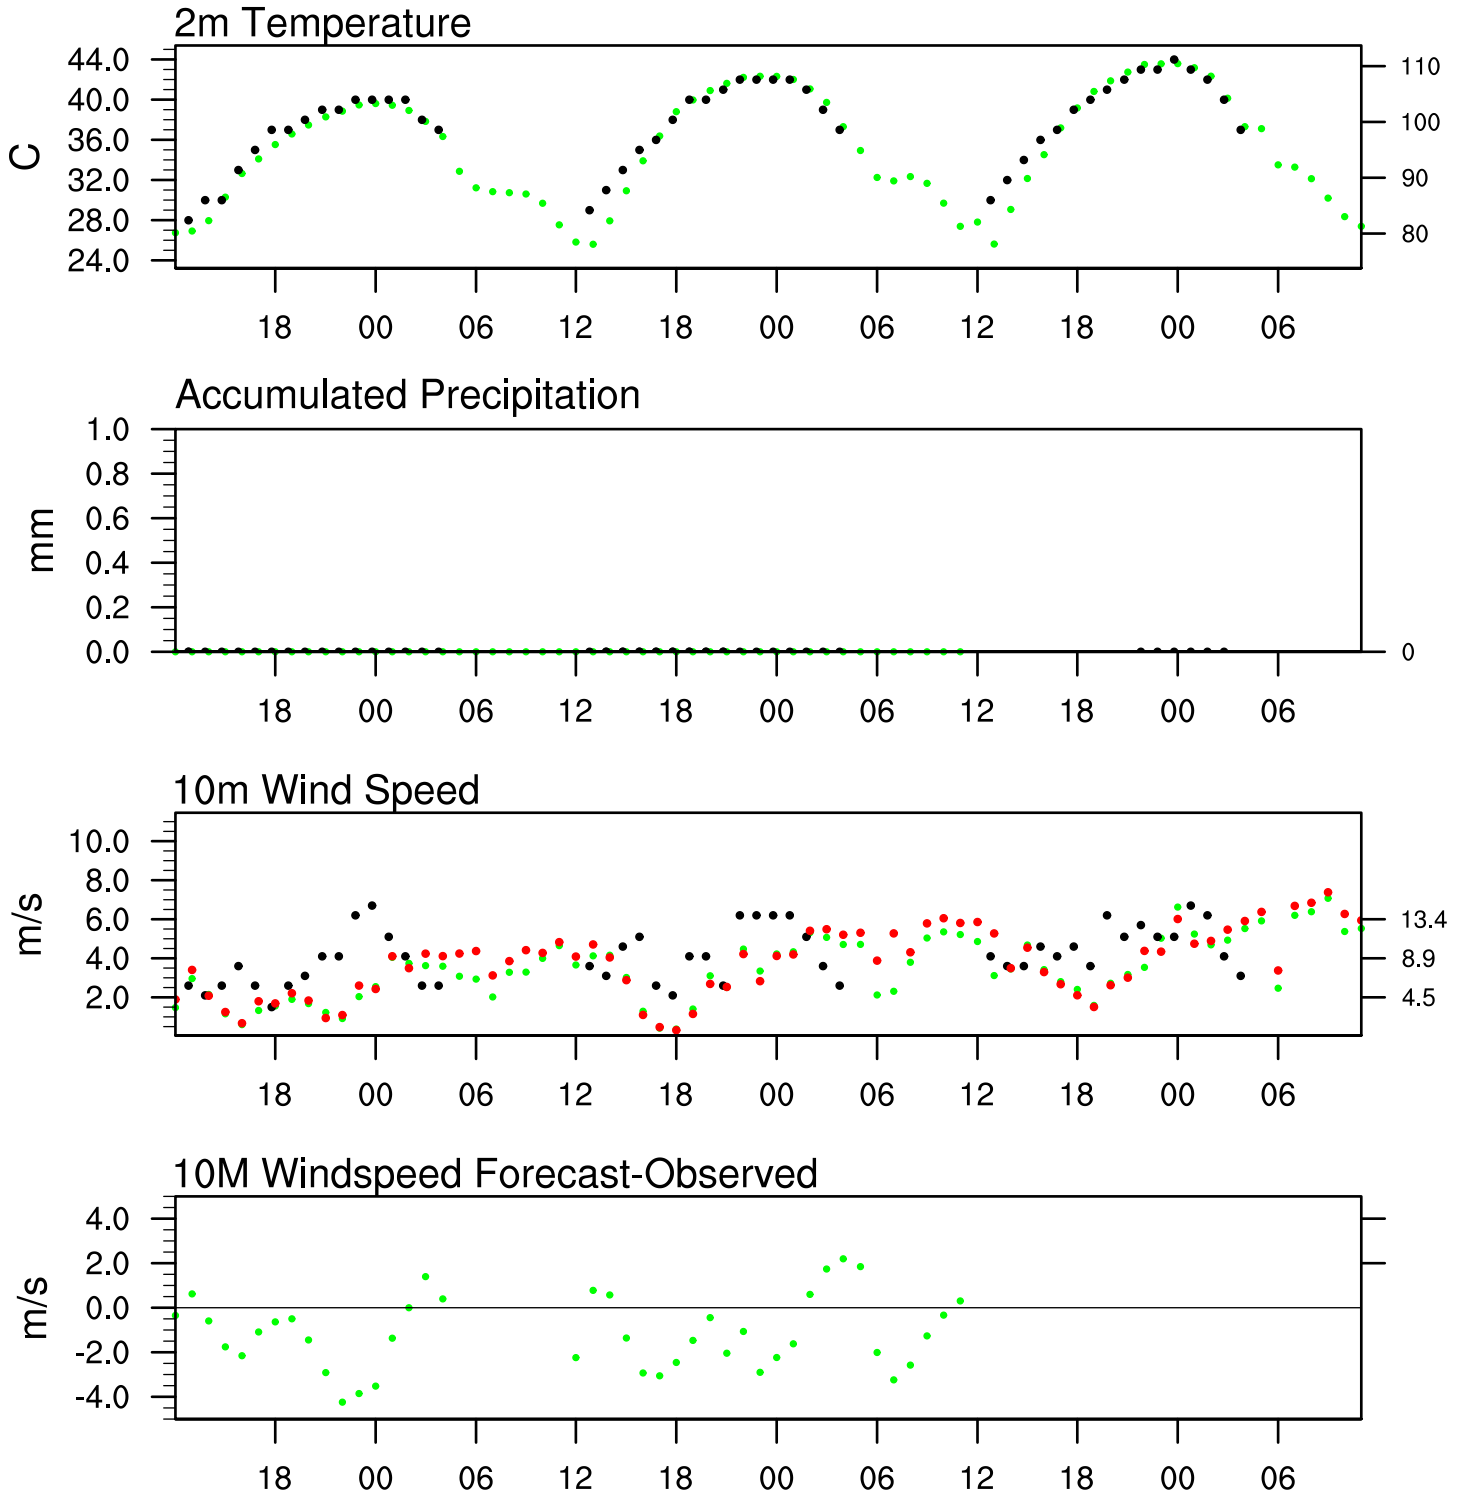 2m Temperature
44.0
40.0
36.0
32.0
28.0
24.0
C
110
100
90
80
18 00 06 12 18 00 06 12 18 00 06
Accumulated Precipitation
1.0
0.8
0.6
0.4
0.2
0.0
mm
0
18 00 06 12 18 00 06 12 18 00 06
10m Wind Speed
10.0
8.0
6.0
4.0
2.0
m/s
13.4
8.9
4.5
18 00 06 12 18 00 06 12 18 00 06
10M Windspeed Forecast-Observed
4.0
2.0
0.0
-2.0
-4.0
m/s
18 00 06 12 18 00 06 12 18 00 06